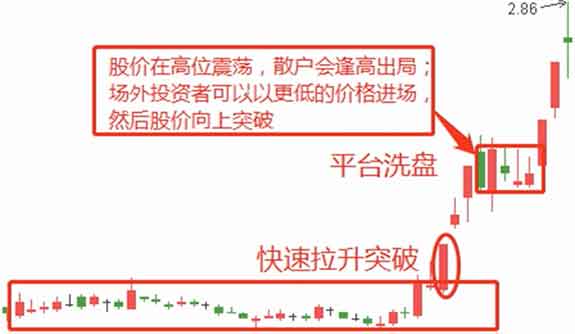 2.86
股价在高位震荡，散户会逢高出局；
场外投资者可以以更低的价格进场，
然后股价向上突破
平台洗盘
快速拉升突破